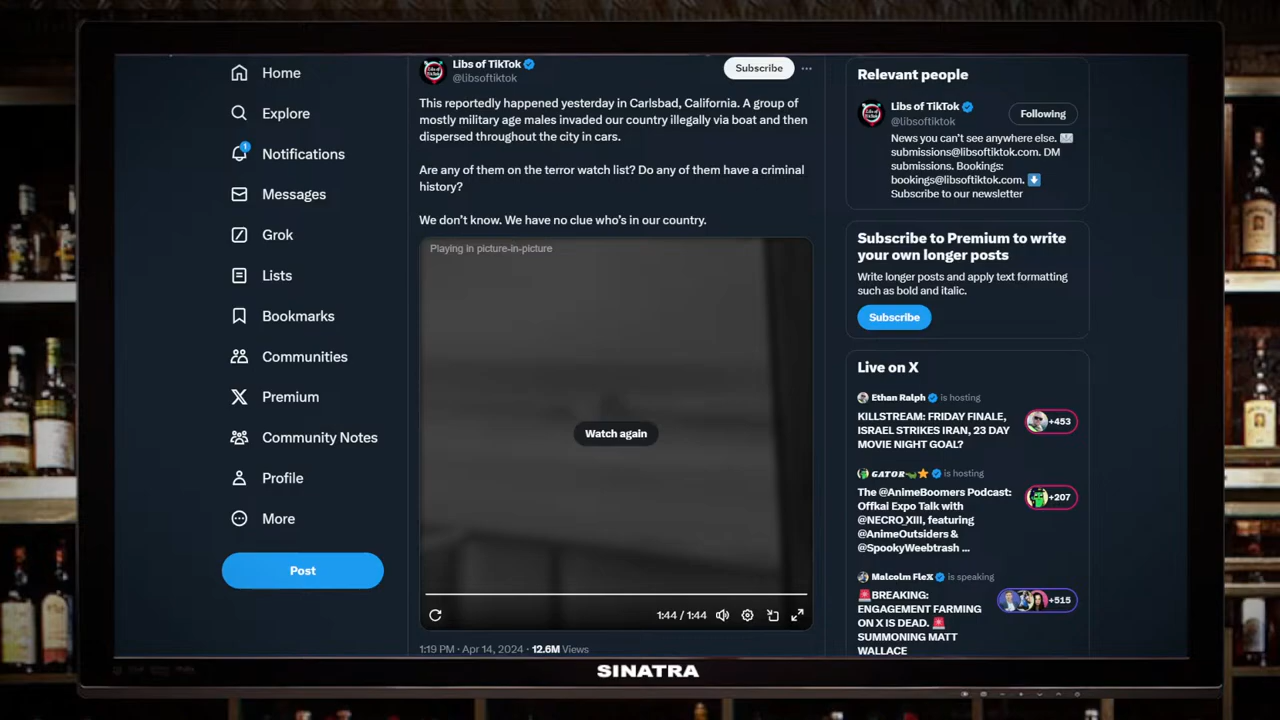 Home
Explore
1
Notifications
Messages
Grok
Lists
Bookmarks
Communities
Premium
Community Notes
Profile
More
Post
Libs of TikTok
@libsoftiktok
Subscribe
This reportedly happened yesterday in Carlsbad, California. A group of
mostly military age males invaded our country illegally via boat and then
dispersed throughout the city in cars.
Are any of them on the terror watch list? Do any of them have a criminal
history?
We don't know. We have no clue who's in our country.
Playing in picture-in-picture
Watch again
1:44 / 1:44
1:19 PM · Apr 14, 2024 · 12.6M Views
Relevant people
Libs of TikTok
@libsoftiktok
Following
News you can't see anywhere else.
submissions@libsoftiktok.com. DM
submissions. Bookings:
bookings@libsoftiktok.com.
Subscribe to our newsletter
Subscribe to Premium to write
your own longer posts
Write longer posts and apply text formatting
such as bold and italic.
Subscribe
Live on X
Ethan Ralph is hosting
KILLSTREAM: FRIDAY FINALE,
ISRAEL STRIKES IRAN, 23 DAY
MOVIE NIGHT GOAL?
+453
GATOR is hosting
The @AnimeBoomers Podcast:
Offkai Expo Talk with
@NECRO_XIII, featuring
@AnimeOutsiders &
@SpookyWeebtrash ...
+207
Malcolm FleX is speaking
BREAKING:
ENGAGEMENT FARMING
ON X IS DEAD.
SUMMONING MATT
WALLACE
+515
SINATRA